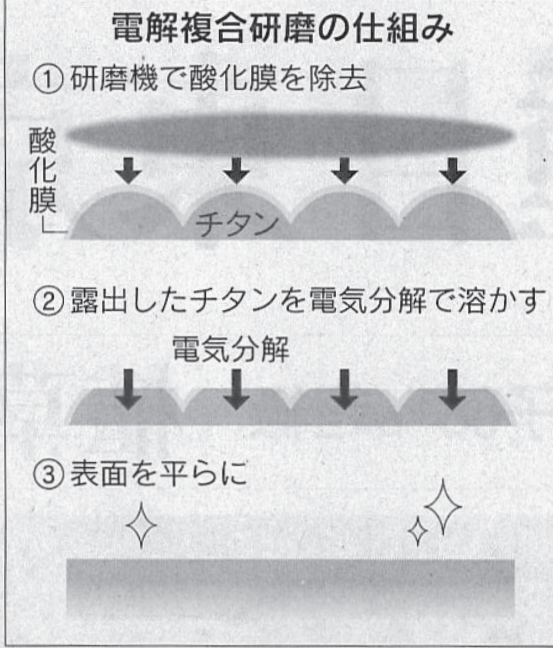 電解複合研磨の仕組み
①研磨機で酸化膜を除去
酸化膜
チタン
②露出したチタンを電気分解で溶かす
電気分解
③表面を平らに